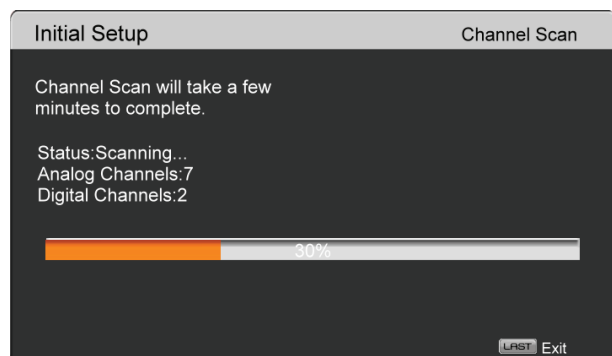 Initial Setup
Channel Scan
Channel Scan will take a few
minutes to complete.
Status:Scanning...
Analog Channels:7
Digital Channels:2
30%
LAST Exit